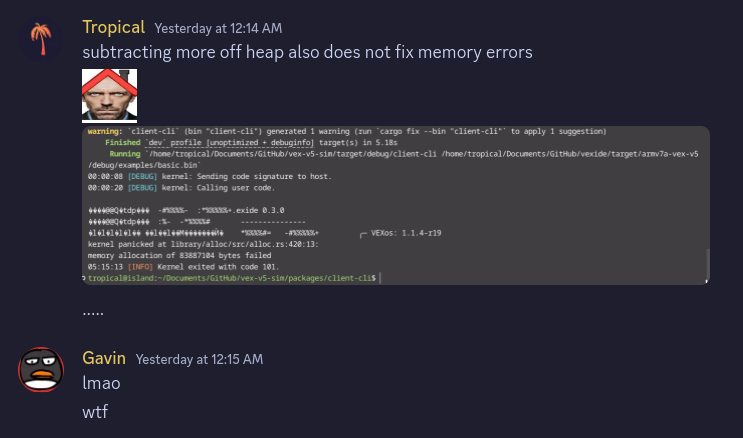 Tropical Yesterday at 12:14 AM
subtracting more off heap also does not fix memory errors
warning: `client-cli` (bin "client-cli") generated 1 warning (run `cargo fix --bin "client-cli"` to apply 1 suggestion)
Finished `dev` profile [unoptimized + debuginfo] target(s) in 5.18s
Running `/home/tropical/Documents/GitHub/vex-v5-sim/target/debug/client-cli /home/tropical/Documents/GitHub/vexide/target/armv7a-vex-v5
/debug/examples/basic.bin`
00:00:08 [DEBUG] kernel: Sending code signature to host.
00:00:20 [DEBUG] kernel: Calling user code.
-#%%%%- :*%%%%%+.exide 0.3.0
:%- -*%%%%# ---------------
*%%%%#= -#%%%%+ ╭─ VEXos: 1.1.4-r19
kernel panicked at library/alloc/src/alloc.rs:420:13:
memory allocation of 83887104 bytes failed
05:15:13 [INFO] Kernel exited with code 101.
tropical@island:~/Documents/GitHub/vex-v5-sim/packages/client-cli$
.....
Gavin Yesterday at 12:15 AM
lmao
wtf